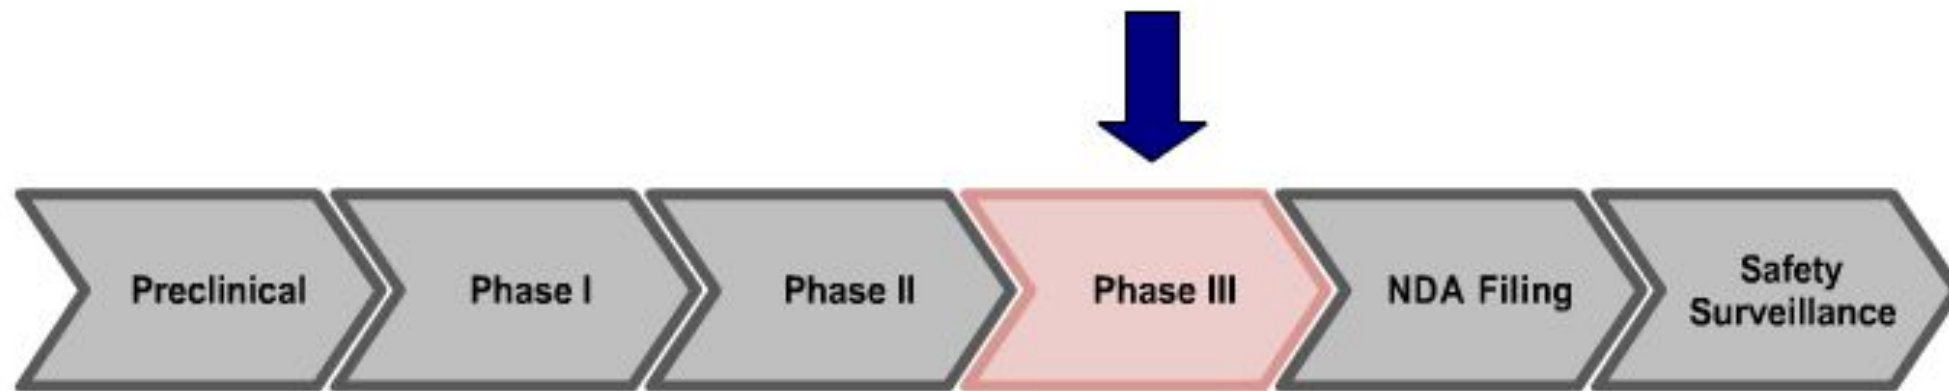 Preclinical
Phase I
Phase II
Phase III
NDA Filing
Safety
Surveillance